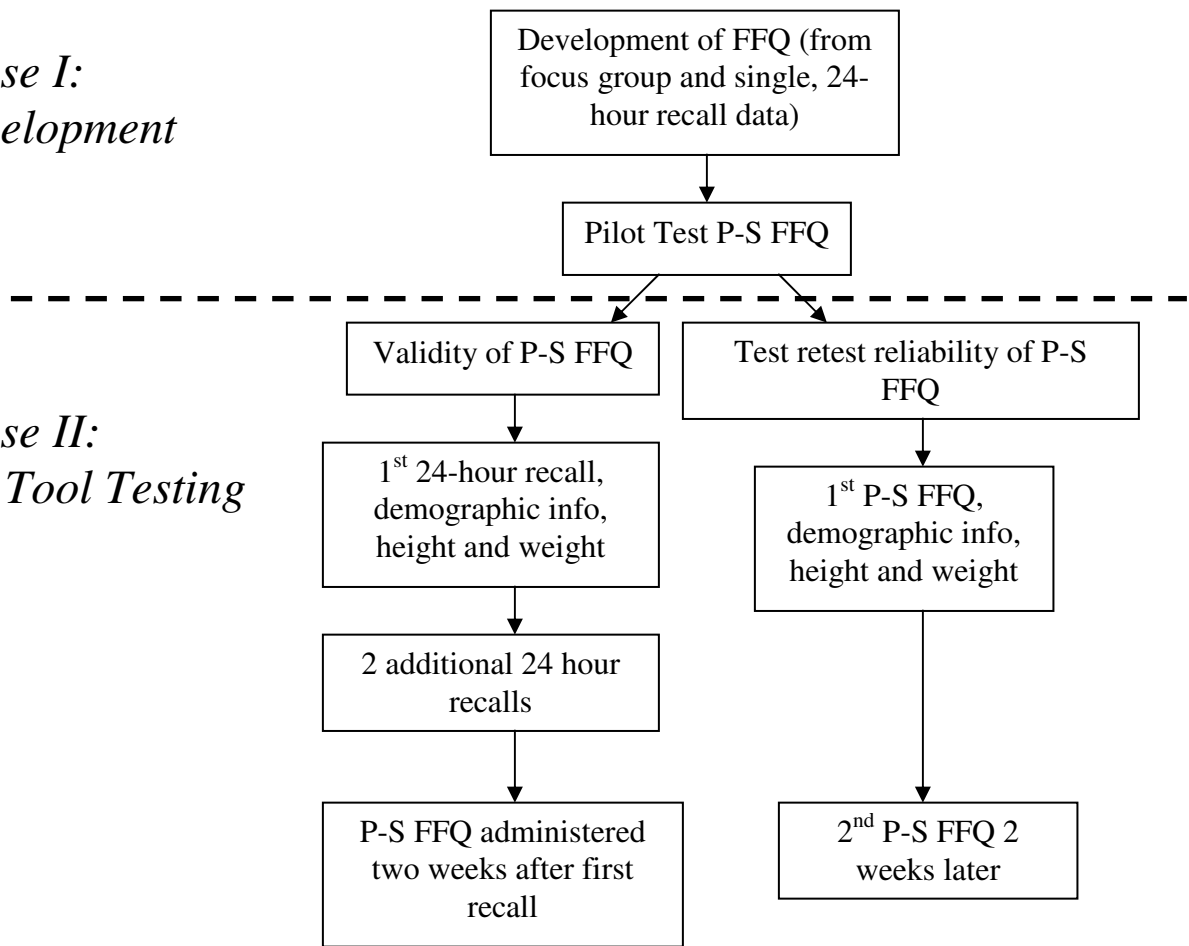 se I:
elopment
Development of FFQ (from
focus group and single, 24-
hour recall data)
Pilot Test P-S FFQ
se II:
Tool Testing
Validity of P-S FFQ
1st 24-hour recall,
demographic info,
height and weight
2 additional 24 hour
recalls
P-S FFQ administered
two weeks after first
recall
Test retest reliability of P-S
FFQ
1st P-S FFQ,
demographic info,
height and weight
2nd P-S FFQ 2
weeks later